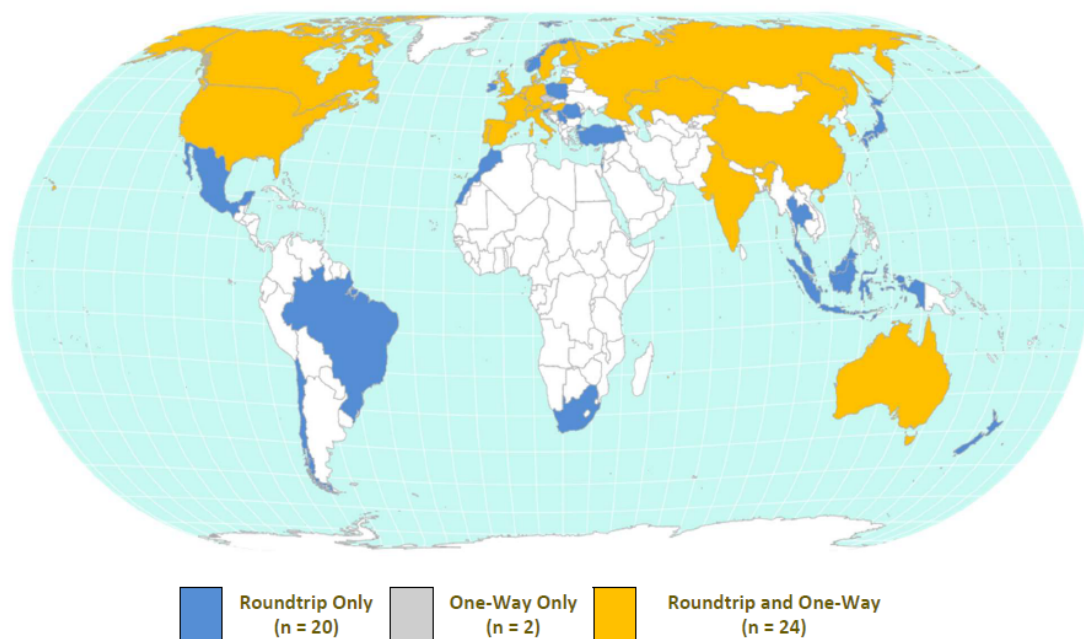 Roundtrip Only
(n = 20)
One-Way Only
(n = 2)
Roundtrip and One-Way
(n = 24)